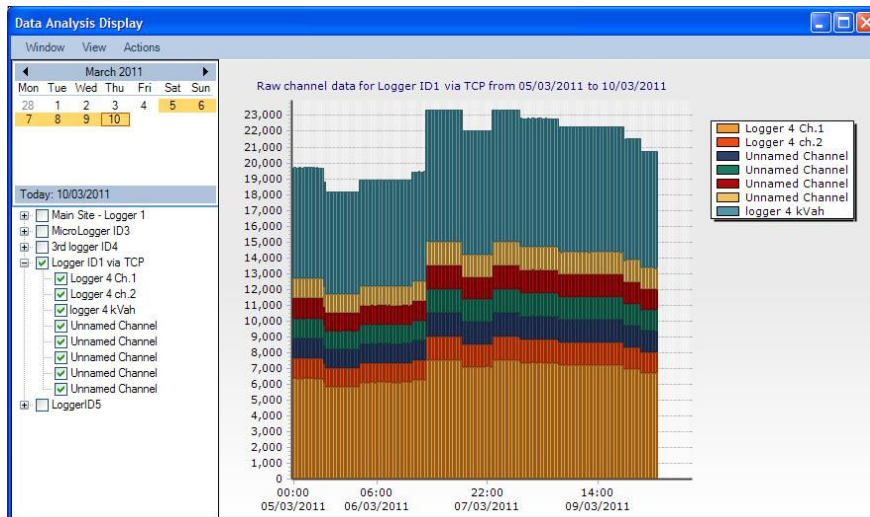 Data Analysis Display
Window View Actions
March 2011
Mon Tue Wed Thu Fri Sat Sun
28 1 2 3 4 5 6
7 8 9 10
Today: 10/03/2011
Main Site - Logger 1
MicroLogger ID3
3rd logger ID4
Logger ID1 via TCP
Logger 4 Ch.1
Logger 4 ch.2
logger 4 kVah
Unnamed Channel
Unnamed Channel
Unnamed Channel
Unnamed Channel
Unnamed Channel
LoggerID5
Raw channel data for Logger ID1 via TCP from 05/03/2011 to 10/03/2011
23,000
22,000
21,000
20,000
19,000
18,000
17,000
16,000
15,000
14,000
13,000
12,000
11,000
10,000
9,000
8,000
7,000
6,000
5,000
4,000
3,000
2,000
1,000
0
00:00 06:00 22:00 14:00
05/03/2011 06/03/2011 07/03/2011 09/03/2011
Logger 4 Ch.1
Logger 4 ch.2
Unnamed Channel
Unnamed Channel
Unnamed Channel
Unnamed Channel
logger 4 kVah